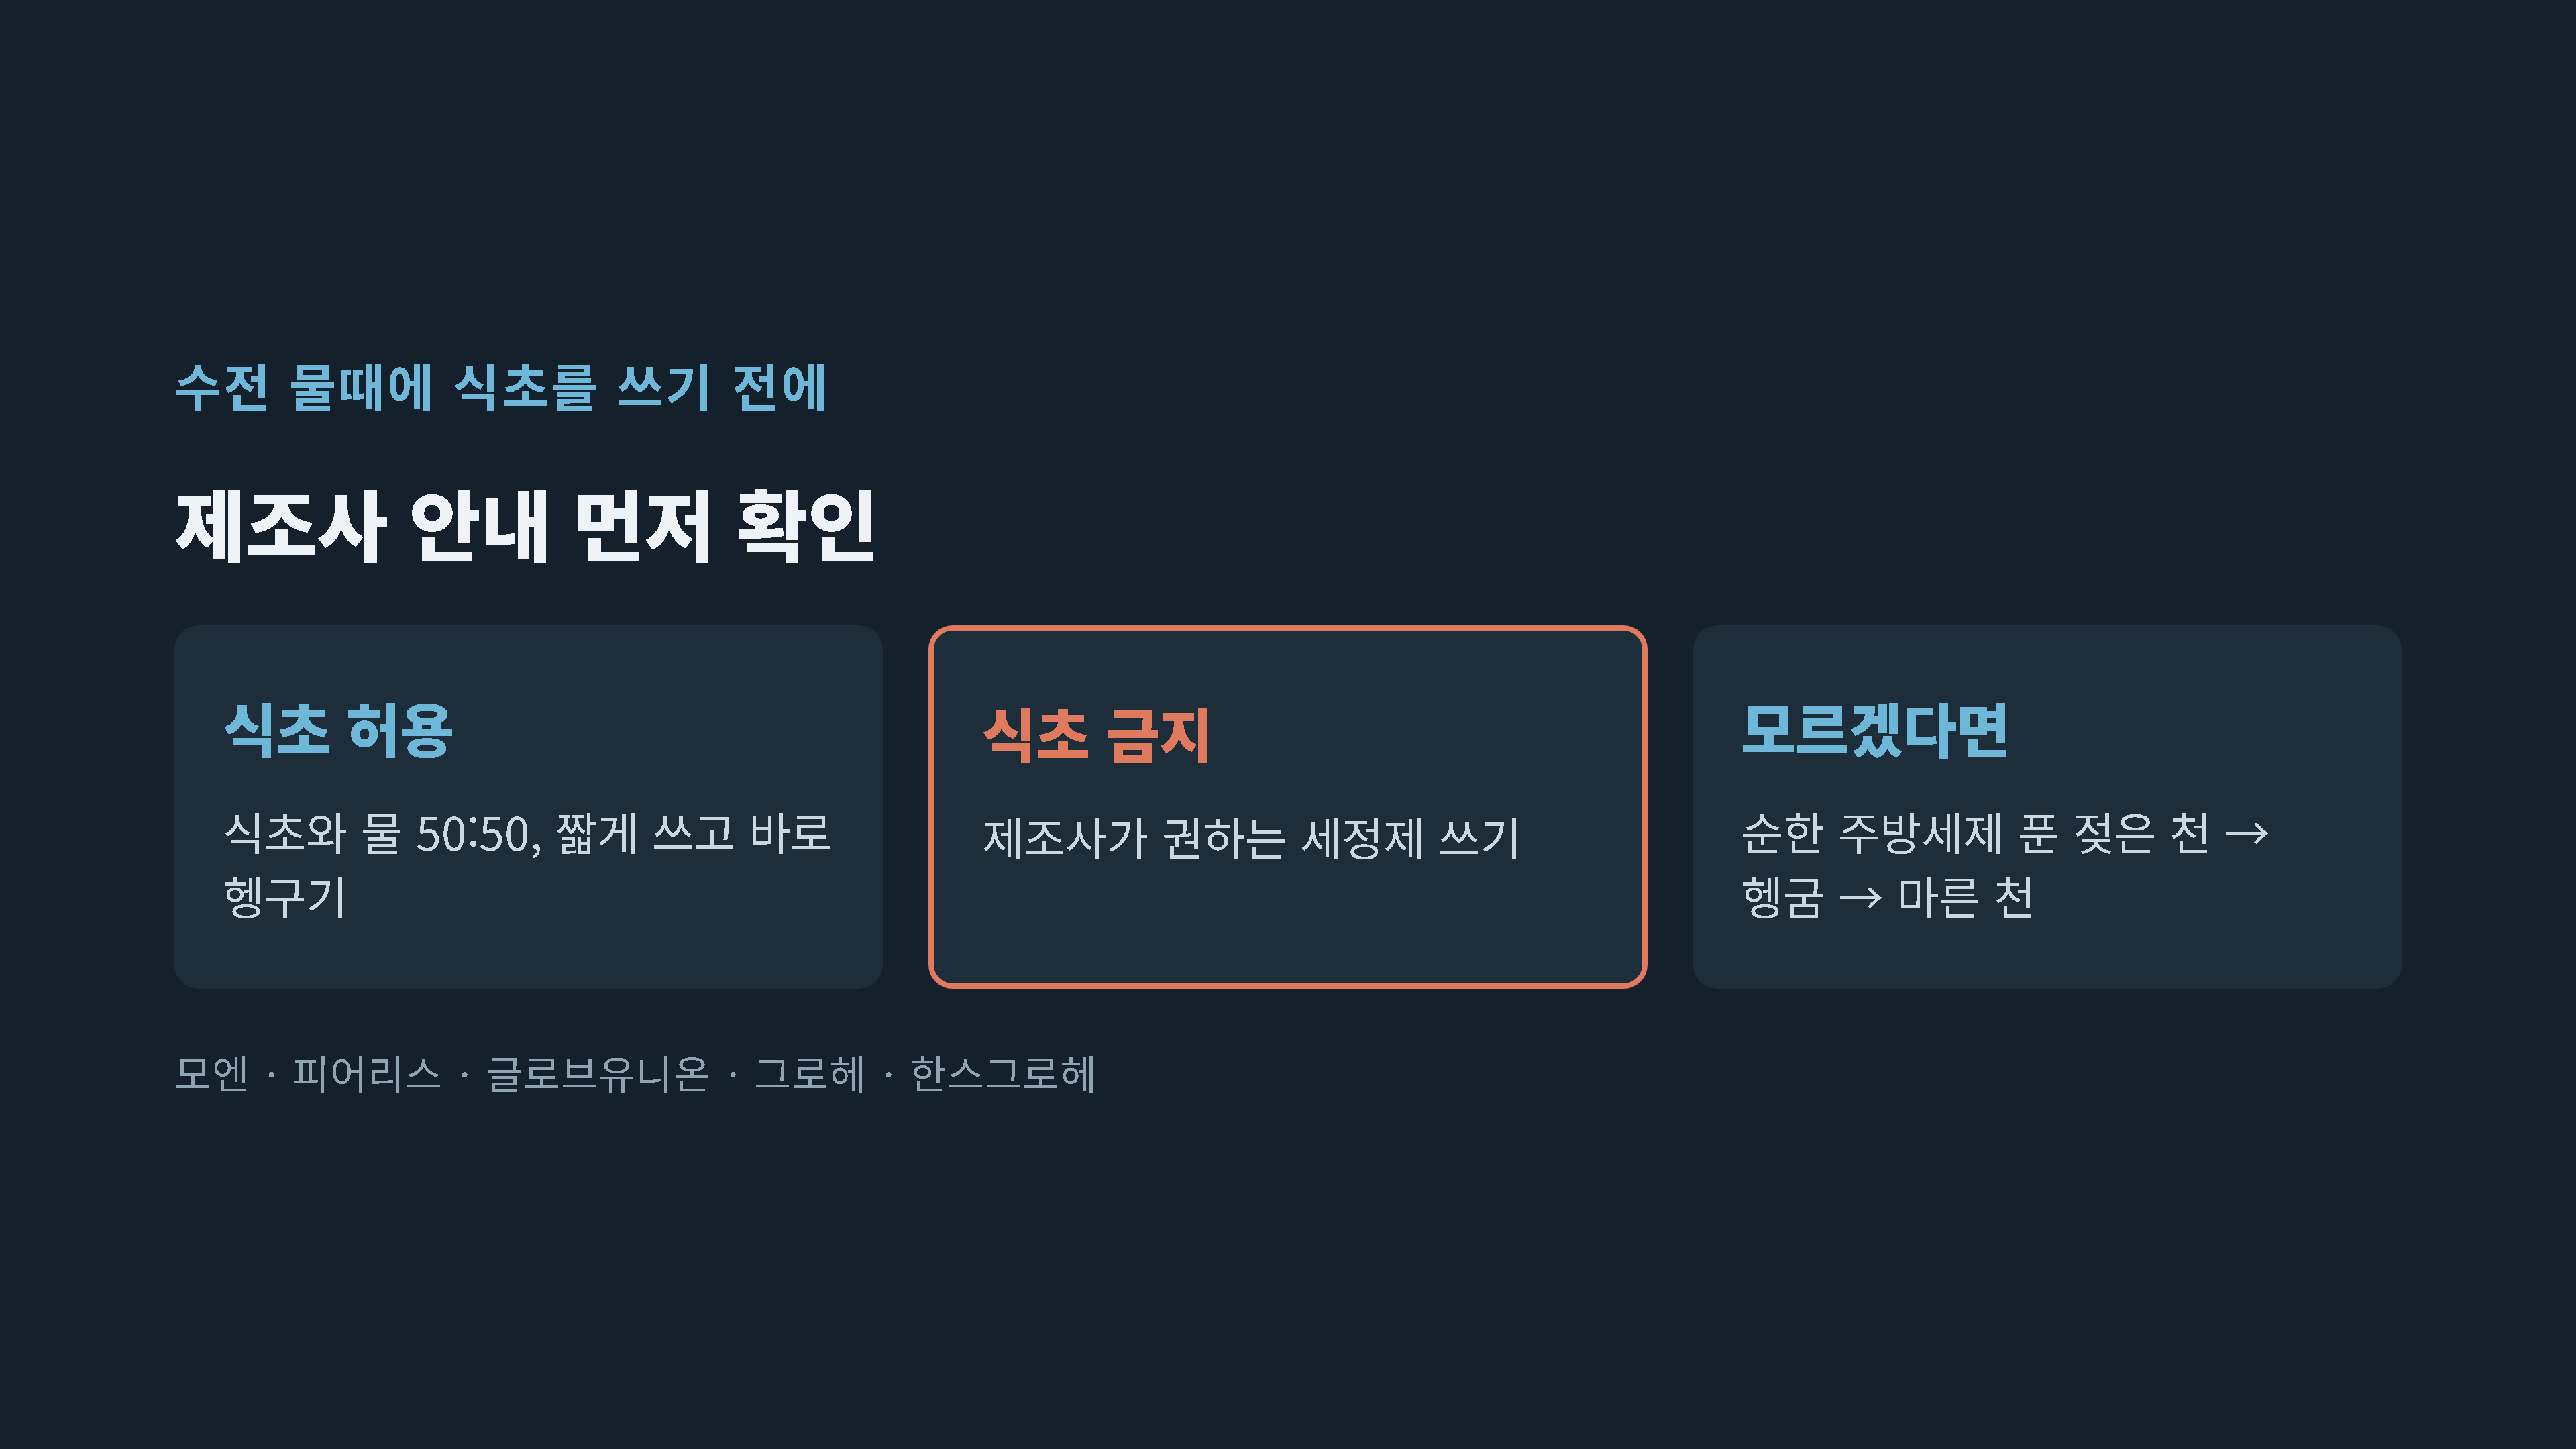 수전 물때에 식초를 쓰기 전에
제조사 안내 먼저 확인
식초 허용
식초와 물 50:50, 짧게 쓰고 바로
헹구기
식초 금지
제조사가 권하는 세정제 쓰기
모르겠다면
순한 주방세제 푼 젖은 천 →
헹굼 → 마른 천
모엔 · 피어리스 · 글로브유니온 · 그로헤 · 한스그로헤